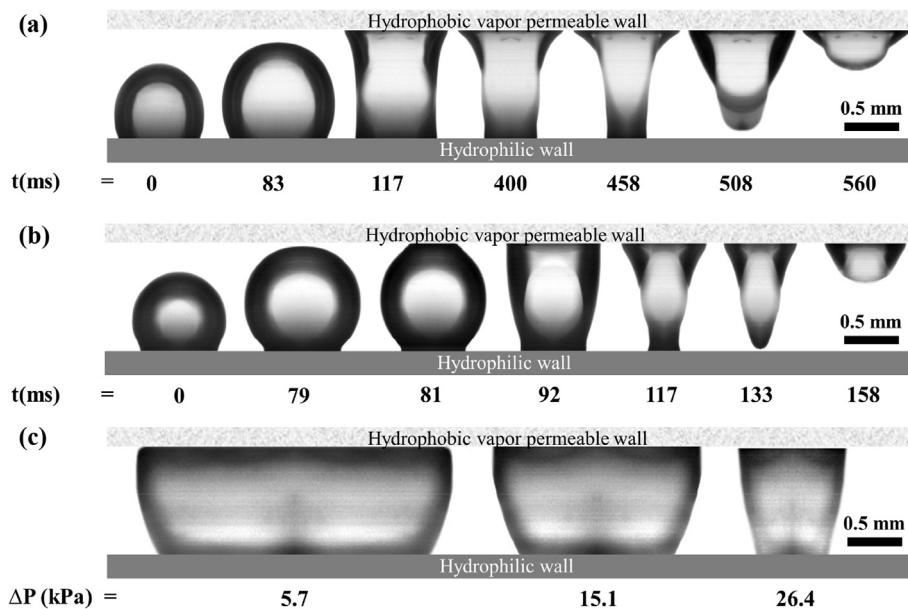 (a)
Hydrophobic vapor permeable wall
0.5 mm
Hydrophilic wall
t(ms) = 0 83 117 400 458 508 560
(b)
Hydrophobic vapor permeable wall
0.5 mm
Hydrophilic wall
t(ms) = 0 79 81 92 117 133 158
(c)
Hydrophobic vapor permeable wall
0.5 mm
Hydrophilic wall
ΔP (kPa) = 5.7 15.1 26.4